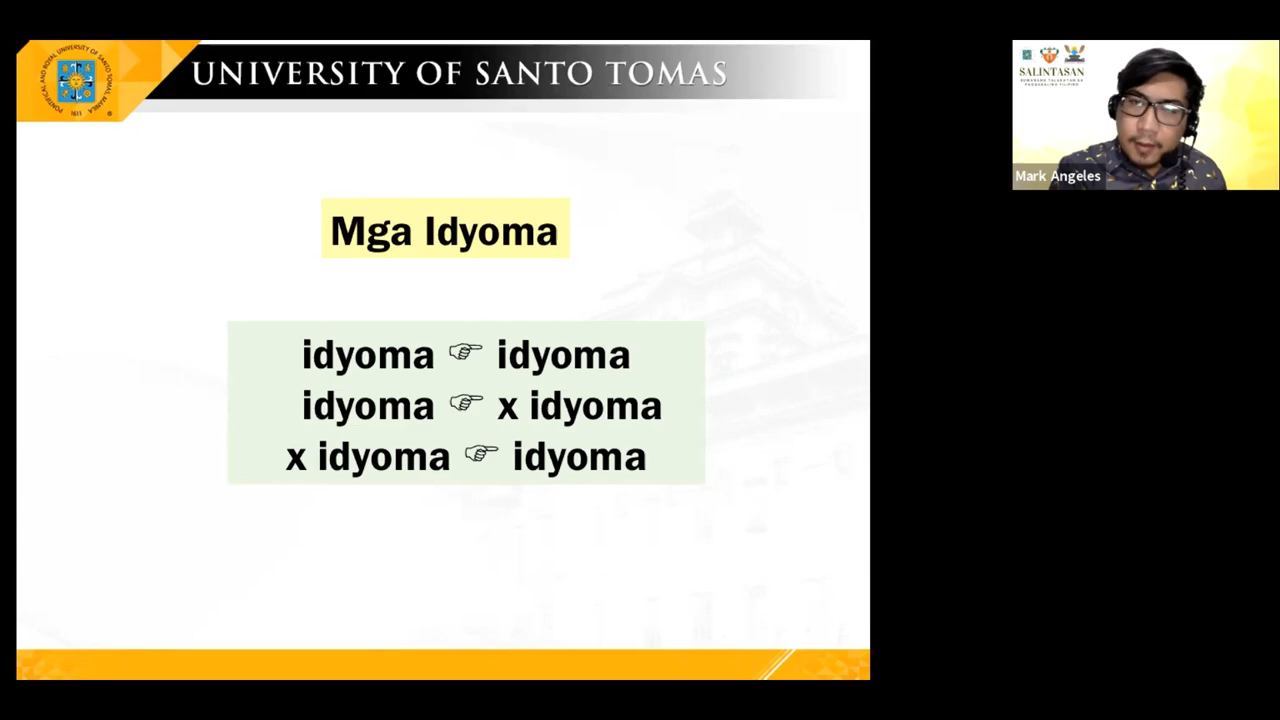 UNIVERSITY OF SANTO TOMAS
Mga Idyoma
idyoma ☞ idyoma
idyoma ☞ x idyoma
x idyoma ☞ idyoma
SALINTASAN
Mark Angeles